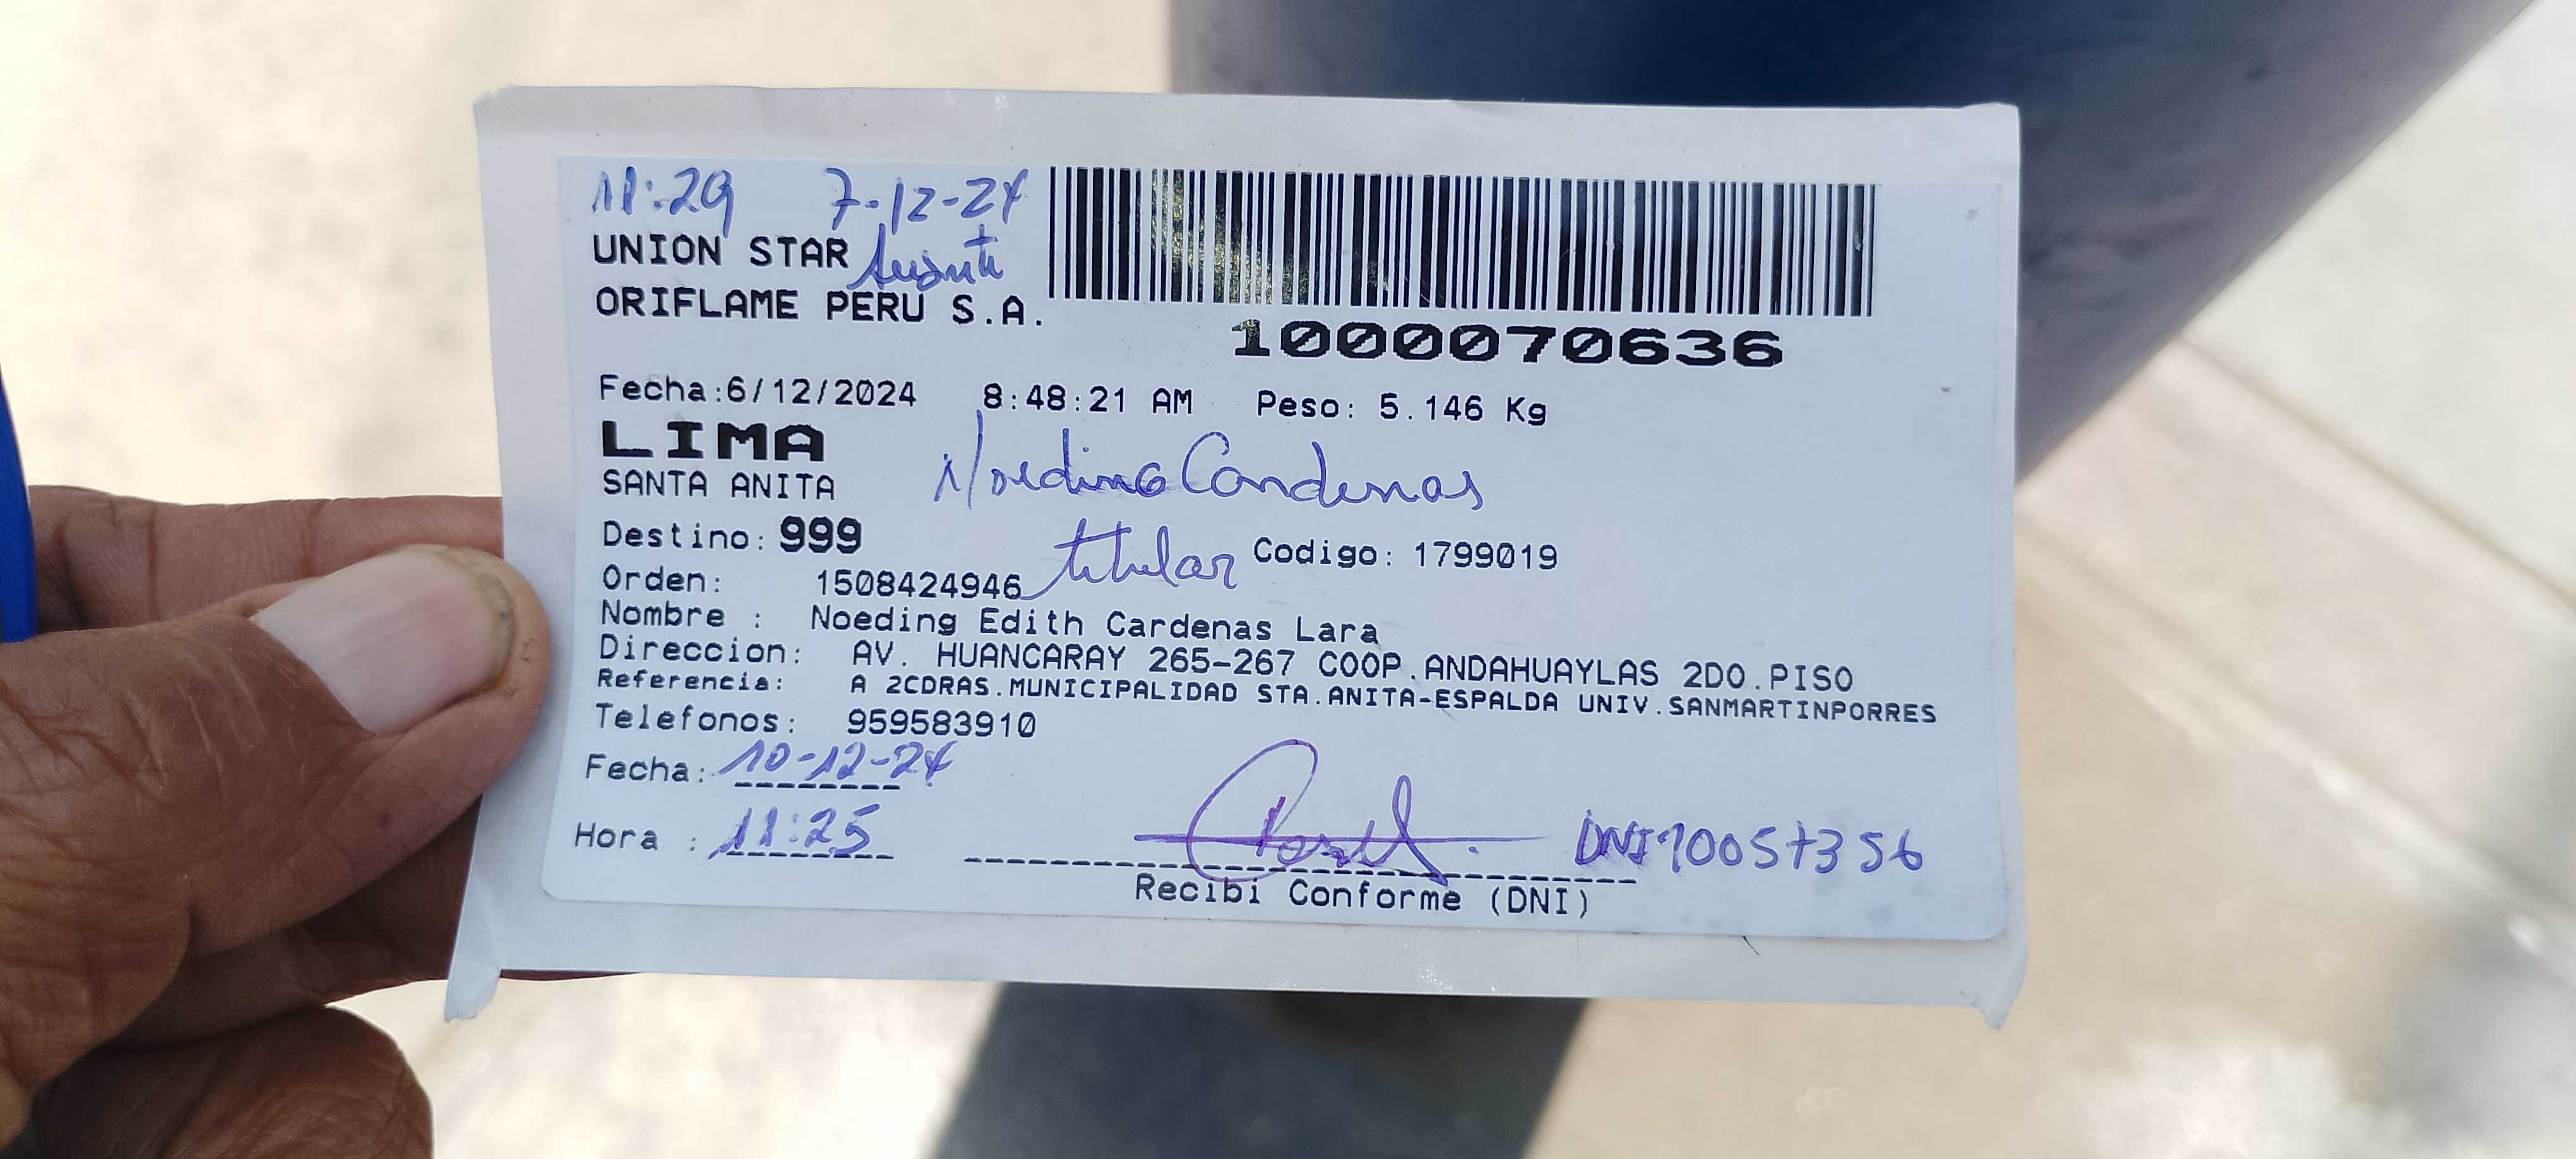 11:29 7-12-24
UNION STAR Ausente
ORIFLAME PERU S.A.
1000070636
Fecha:6/12/2024 8:48:21 AM Peso: 5.146 Kg
LIMA
SANTA ANITA Noeding Cardenas
Destino: 999 titular Codigo: 1799019
Orden: 1508424946
Nombre : Noeding Edith Cardenas Lara
Direccion: AV. HUANCARAY 265-267 COOP.ANDAHUAYLAS 2DO.PISO
Referencia: A 2CDRAS.MUNICIPALIDAD STA.ANITA-ESPALDA UNIV.SANMARTINPORRES
Telefonos: 959583910
Fecha: 10-12-24
Hora : 11:25 DNI
Recibi Conforme (DNI)